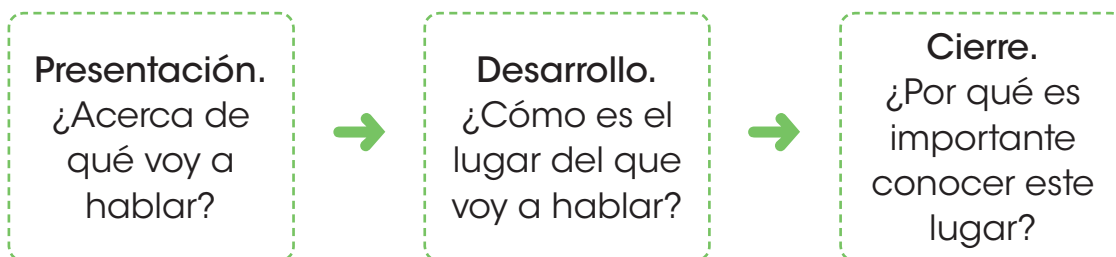 Presentación.
¿Acerca de
qué voy a
hablar?
Desarrollo.
¿Cómo es el
lugar del que
voy a hablar?
Cierre.
¿Por qué es
importante
conocer este
lugar?